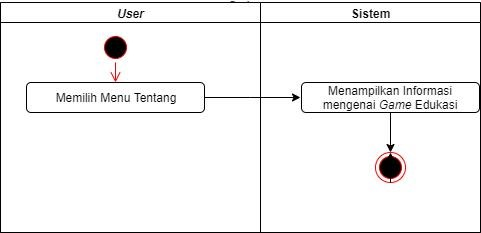 User
Sistem
Memilih Menu Tentang
Menampilkan Informasi
mengenai Game Edukasi